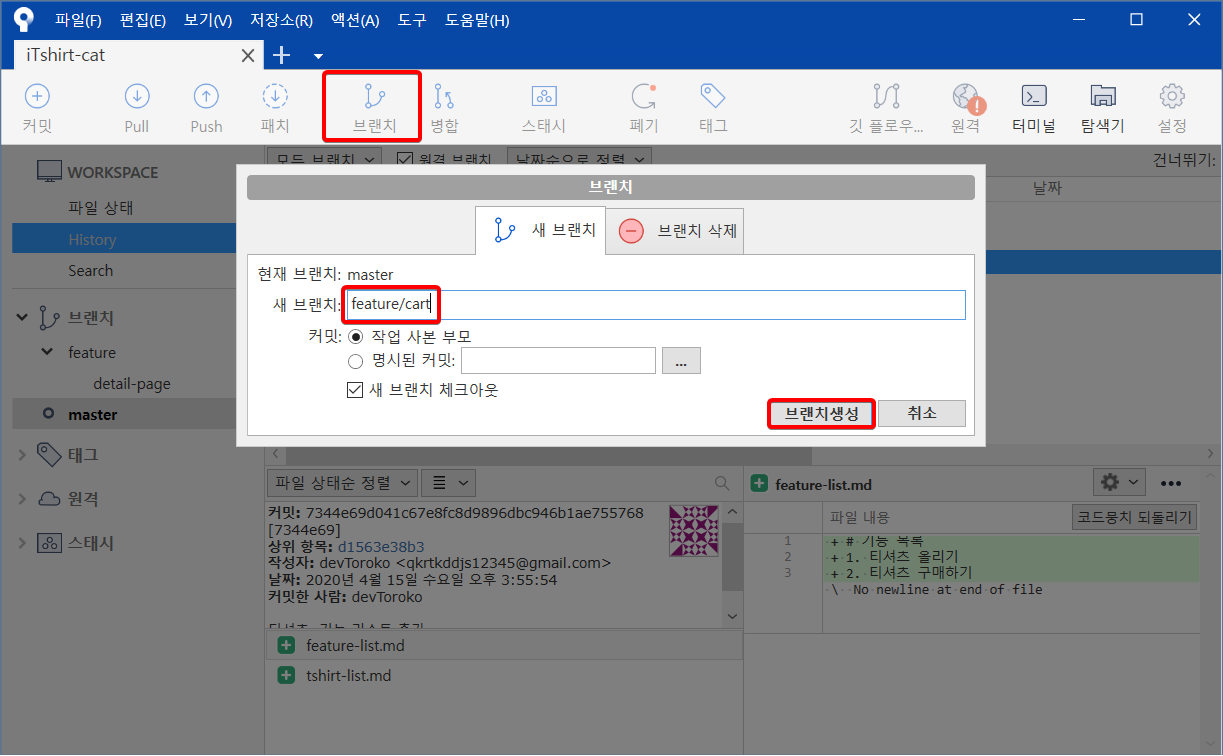 파일(F) 편집(E) 보기(V) 저장소(R) 액션(A) 도구 도움말(H)
iTshirt-cat
커밋 Pull Push 패치 브랜치 병합 스태시 폐기 태그 깃 플로우... 원격 터미널 탐색기 설정
모두 브랜치 원격 브랜치 날짜순으로 정렬 건너뛰기:
날짜
WORKSPACE
파일 상태
History
Search
브랜치
feature
detail-page
master
태그
원격
스태시
브랜치
새 브랜치 브랜치 삭제
현재 브랜치: master
새 브랜치: feature/cart
커밋: 작업 사본 부모
명시된 커밋: ...
새 브랜치 체크아웃
브랜치생성 취소
파일 상태순 정렬
커밋: 7344e69d041c67e8fc8d9896dbc946b1ae755768
[7344e69]
상위 항목: d1563e38b3
작성자: devToroko <qkrtkddjs12345@gmail.com>
날짜: 2020년 4월 15일 수요일 오후 3:55:54
커밋한 사람: devToroko
feature-list.md
tshirt-list.md
feature-list.md
파일 내용 코드뭉치 되돌리기
1 + # 기능 목록
2 + 1. 티셔츠 올리기
3 + 2. 티셔츠 구매하기
\ No newline at end of file